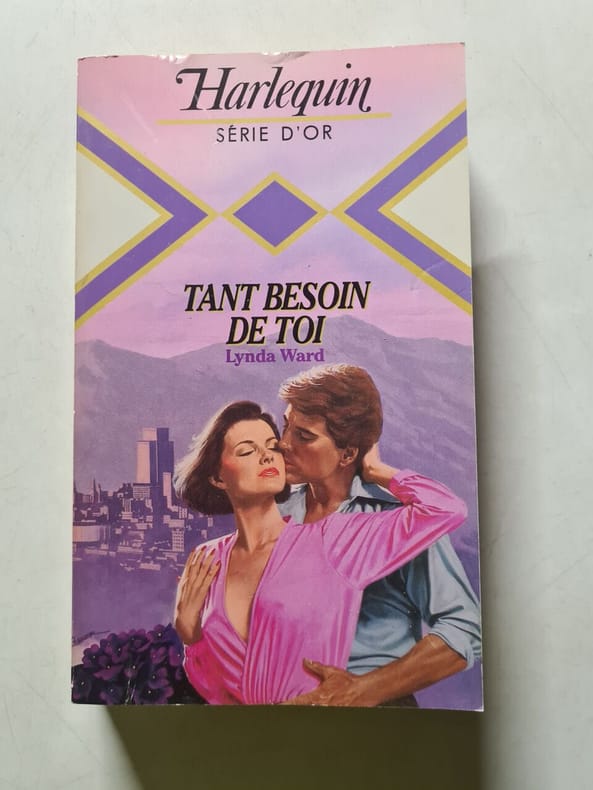 Harlequin
SÉRIE D'OR
TANT BESOIN
DE TOI
Lynda Ward